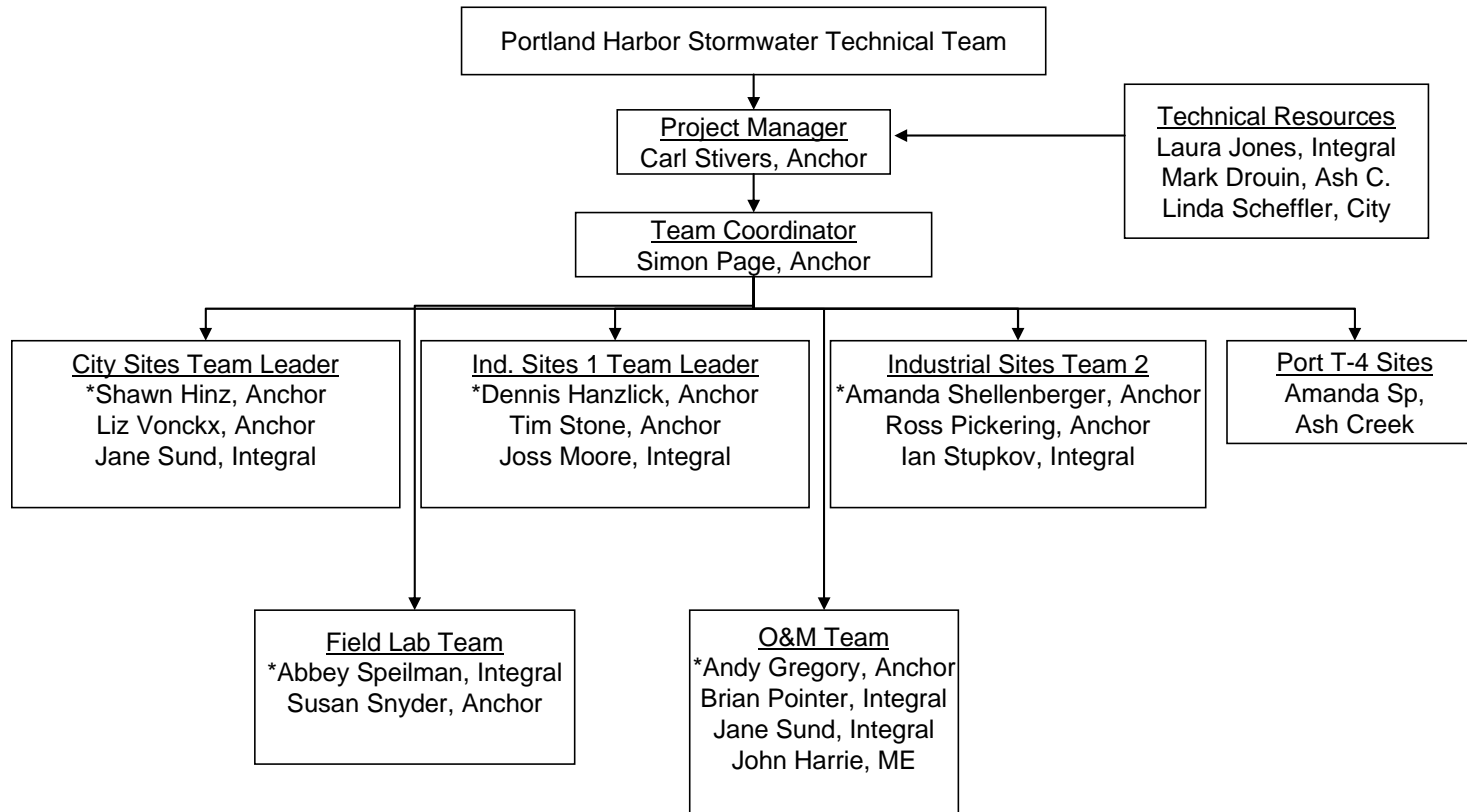 Portland Harbor Stormwater Technical Team
Project Manager
Carl Stivers, Anchor
Technical Resources
Laura Jones, Integral
Mark Drouin, Ash C.
Linda Scheffler, City
Team Coordinator
Simon Page, Anchor
City Sites Team Leader
*Shawn Hinz, Anchor
Liz Vonckx, Anchor
Jane Sund, Integral
Ind. Sites 1 Team Leader
*Dennis Hanzlick, Anchor
Tim Stone, Anchor
Joss Moore, Integral
Industrial Sites Team 2
*Amanda Shellenberger, Anchor
Ross Pickering, Anchor
Ian Stupkov, Integral
Port T-4 Sites
Amanda Sp,
Ash Creek
Field Lab Team
*Abbey Speilman, Integral
Susan Snyder, Anchor
O&M Team
*Andy Gregory, Anchor
Brian Pointer, Integral
Jane Sund, Integral
John Harrie, ME